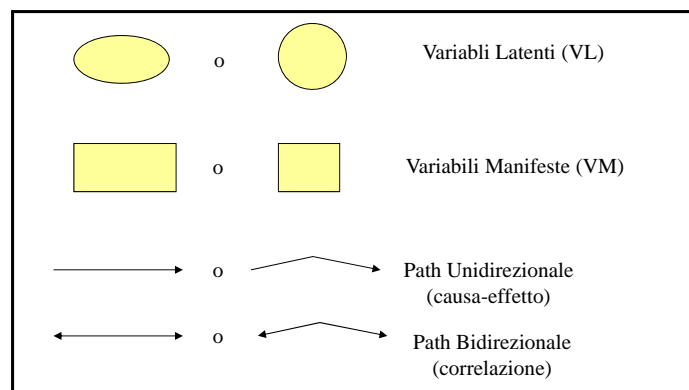 o Variabli Latenti (VL)
o Variabili Manifeste (VM)
o Path Unidirezionale
(causa-effetto)
o Path Bidirezionale
(correlazione)